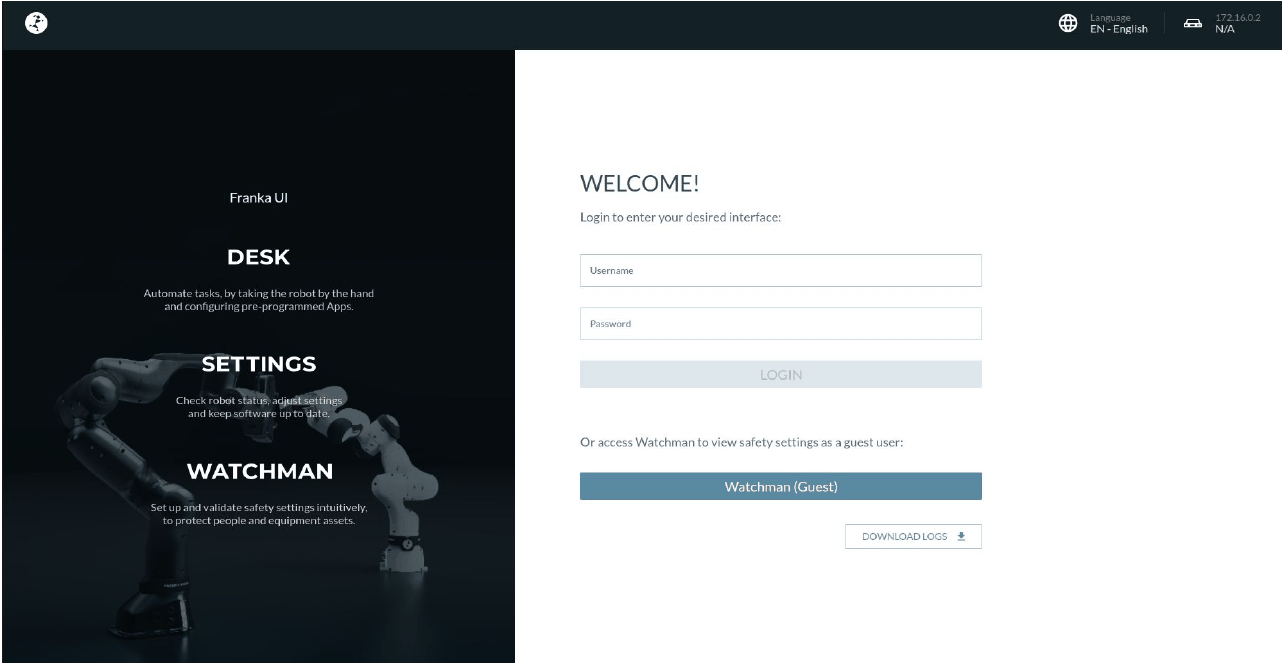 Language
EN - English
172.16.0.2
N/A
Franka UI
DESK
Automate tasks, by taking the robot by the hand
and configuring pre-programmed Apps.
SETTINGS
Check robot status, adjust settings
and keep software up to date.
WATCHMAN
Set up and validate safety settings intuitively,
to protect people and equipment assets.
WELCOME!
Login to enter your desired interface:
Username
Password
LOGIN
Or access Watchman to view safety settings as a guest user:
Watchman (Guest)
DOWNLOAD LOGS